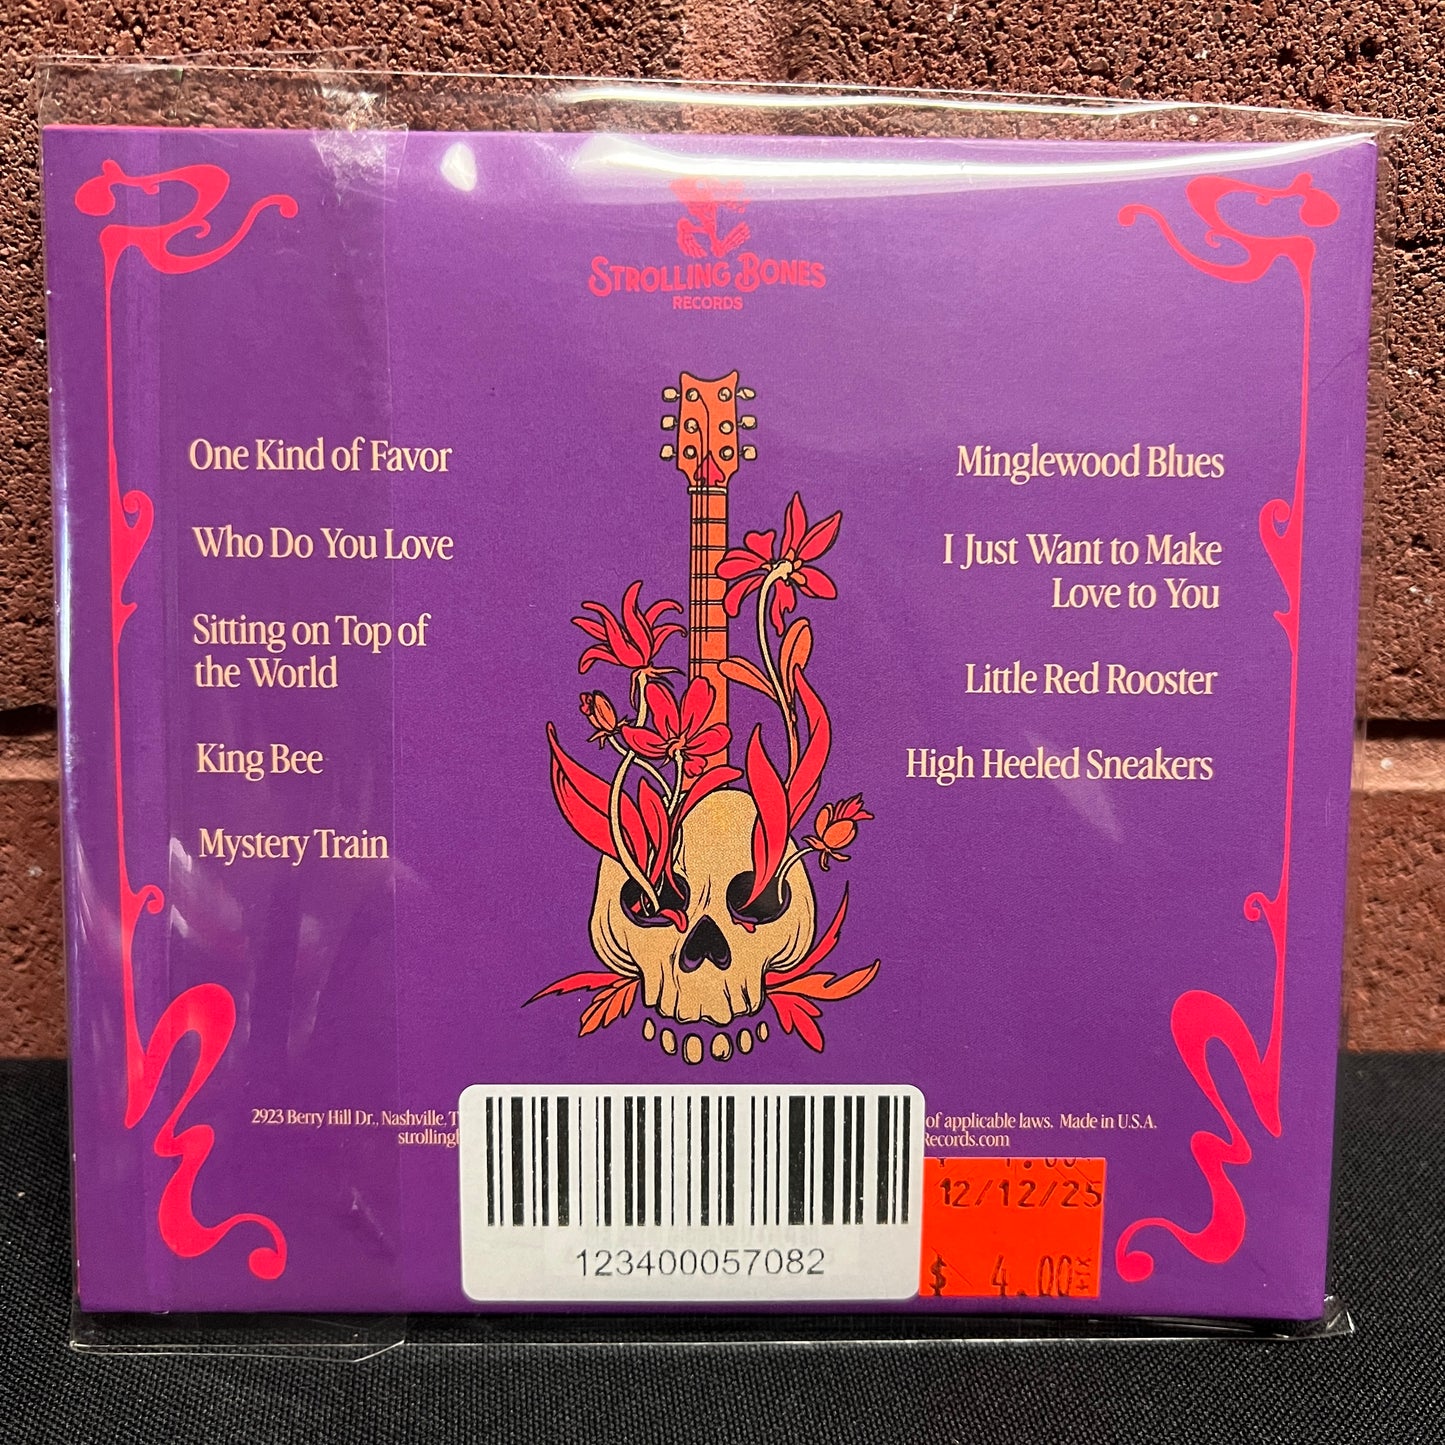 STROLLING BONES
RECORDS
One Kind of Favor
Who Do You Love
Sitting on Top of
the World
King Bee
Mystery Train
Minglewood Blues
I Just Want to Make
Love to You
Little Red Rooster
High Heeled Sneakers
2923 Berry Hill Dr., Nashville, of applicable laws. Made in U.S.A.
Records.com
123400057082
12/12/25
$ 4.00